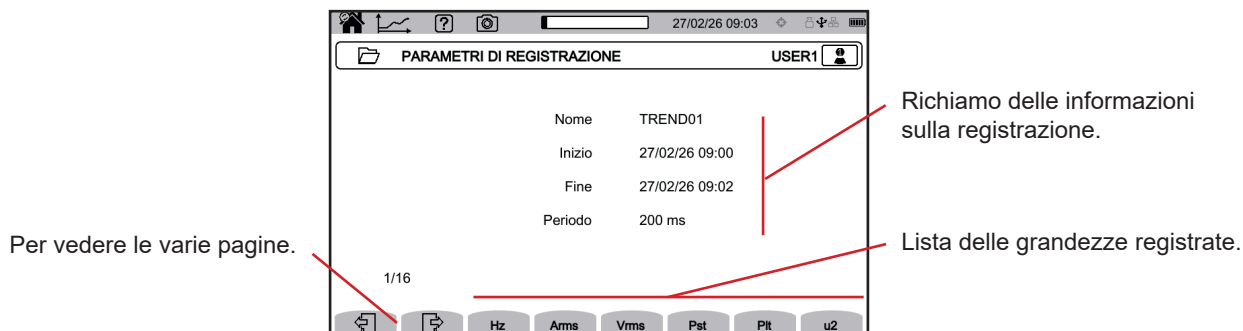 ? 27/02/26 09:03
PARAMETRI DI REGISTRAZIONE USER1
Nome TREND01
Inizio 27/02/26 09:00
Fine 27/02/26 09:02
Periodo 200 ms
1/16
Hz Arms Vrms Pst Plt u2
Richiamo delle informazioni
sulla registrazione.
Per vedere le varie pagine.
Lista delle grandezze registrate.